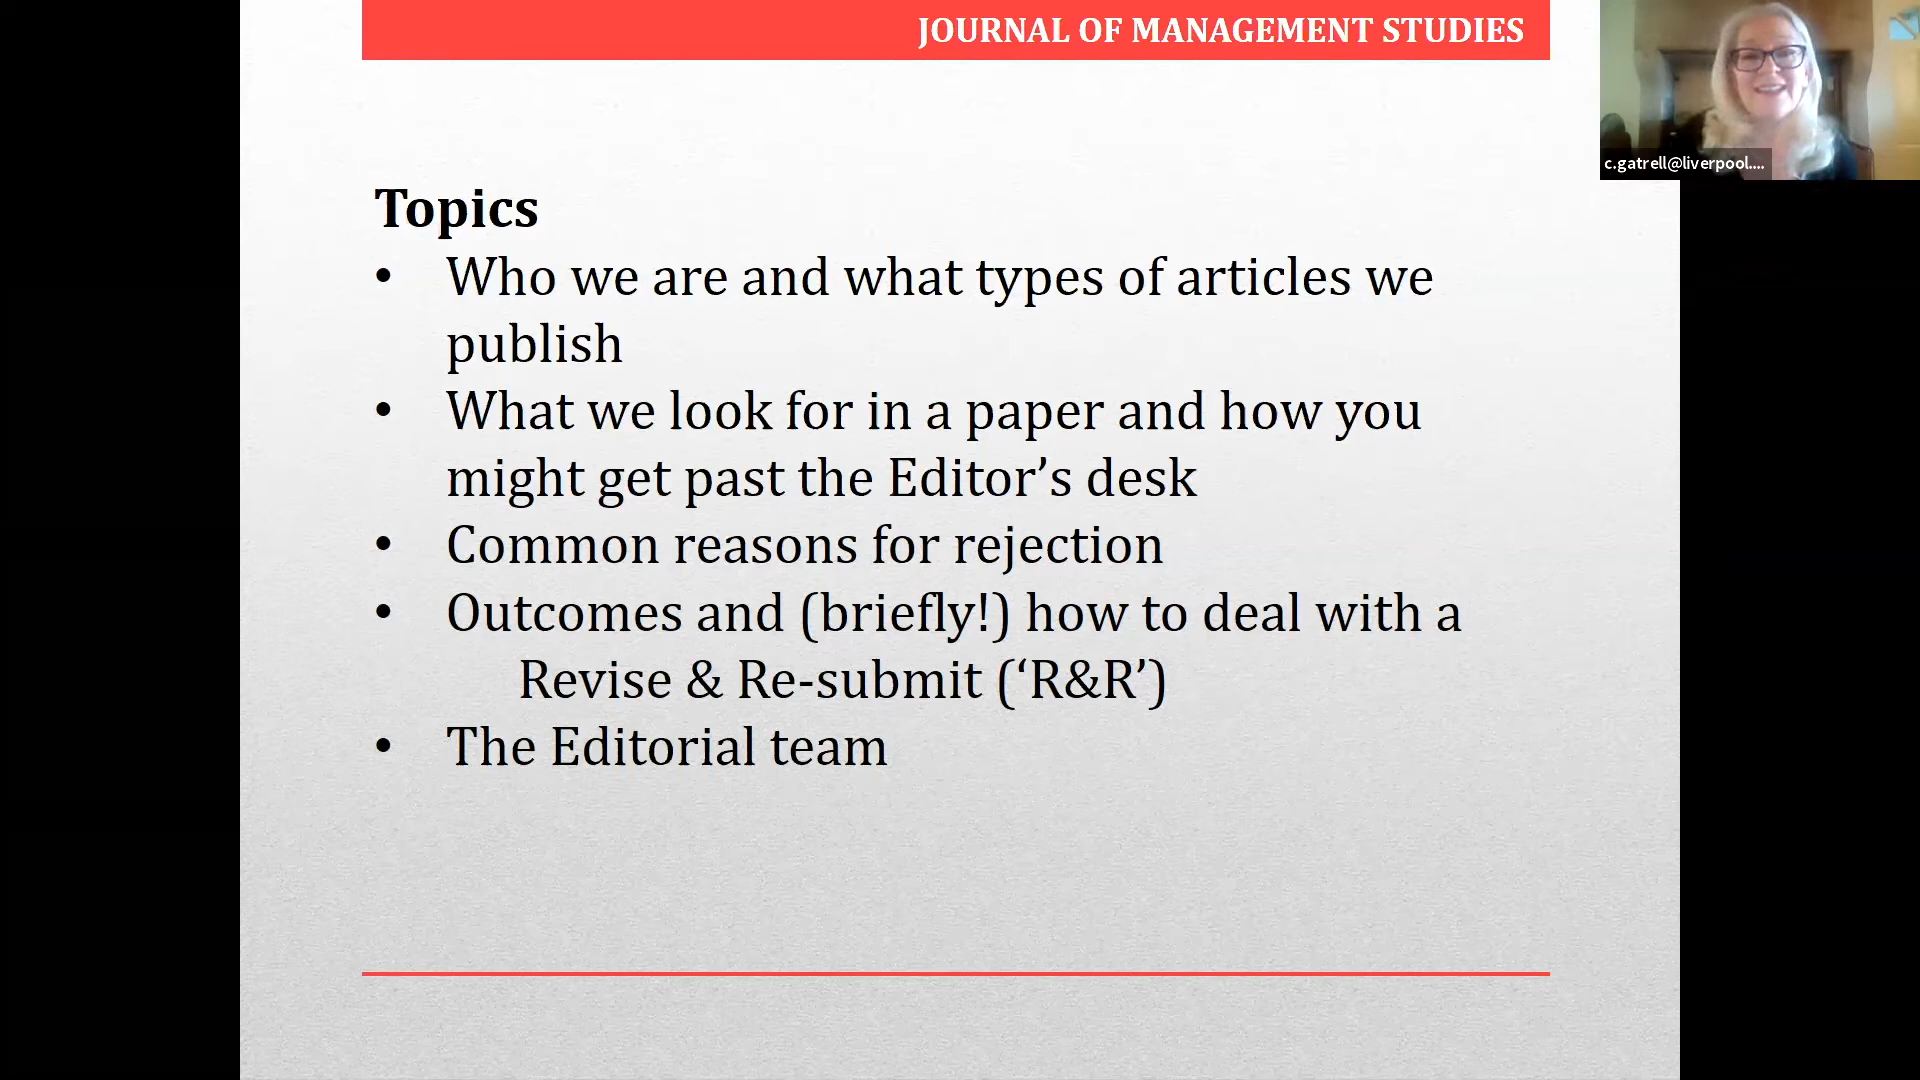 JOURNAL OF MANAGEMENT STUDIES
c.gatrell@liverpool....
Topics
• Who we are and what types of articles we
publish
• What we look for in a paper and how you
might get past the Editor’s desk
• Common reasons for rejection
• Outcomes and (briefly!) how to deal with a
Revise & Re-submit (‘R&R’)
• The Editorial team